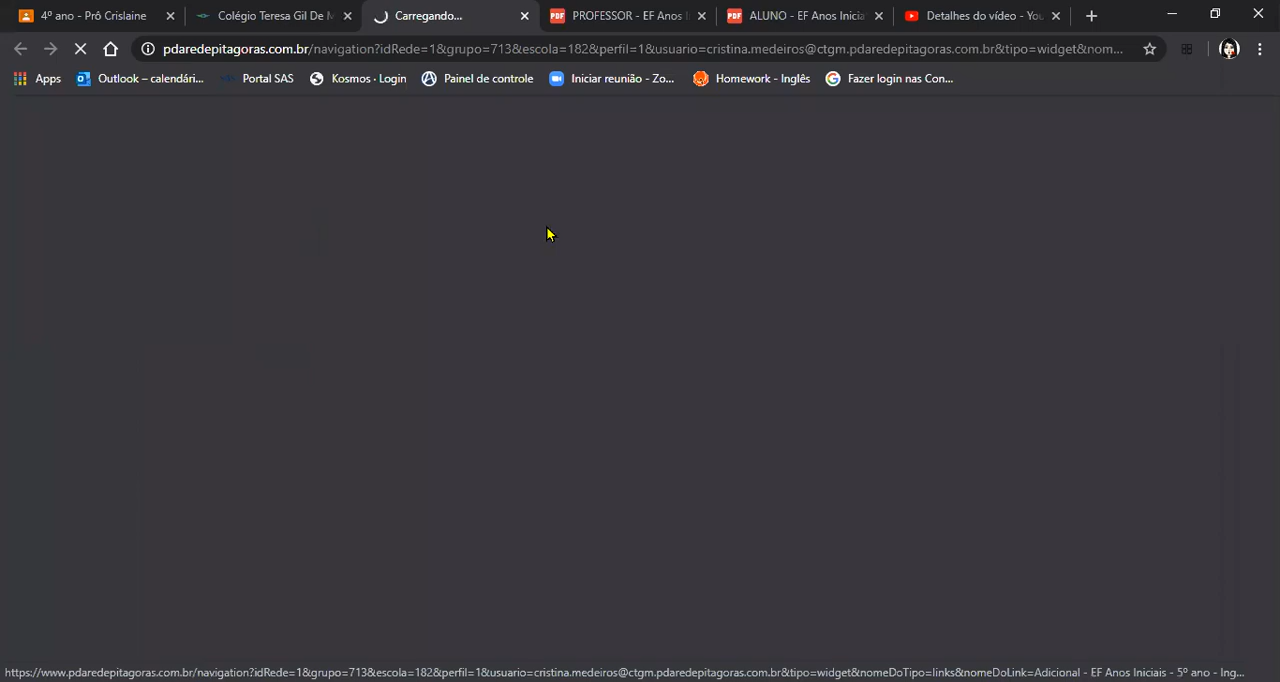 4º ano - Prô Crislaine
Colégio Teresa Gil De M
Carregando...
PROFESSOR - EF Anos I
ALUNO - EF Anos Inicia
Detalhes do vídeo - You
pdaredepitagoras.com.br/navigation?idRede=1&grupo=713&escola=182&perfil=1&usuario=cristina.medeiros@ctgm.pdaredepitagoras.com.br&tipo=widget&nom...
Apps
Outlook – calendári...
Portal SAS
Kosmos · Login
Painel de controle
Iniciar reunião - Zo...
Homework - Inglês
Fazer login nas Con...
https://www.pdaredepitagoras.com.br/navigation?idRede=1&grupo=713&escola=182&perfil=1&usuario=cristina.medeiros@ctgm.pdaredepitagoras.com.br&tipo=widget&nomeDoTipo=links&nomeDoLink=Adicional - EF Anos Iniciais - 5º ano - Ing...